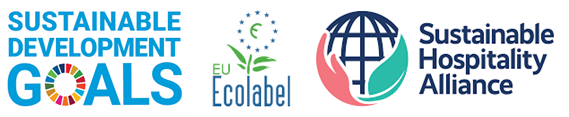 SUSTAINABLE
DEVELOPMENT
GOALS
€
EU
Ecolabel
Sustainable
Hospitality
Alliance